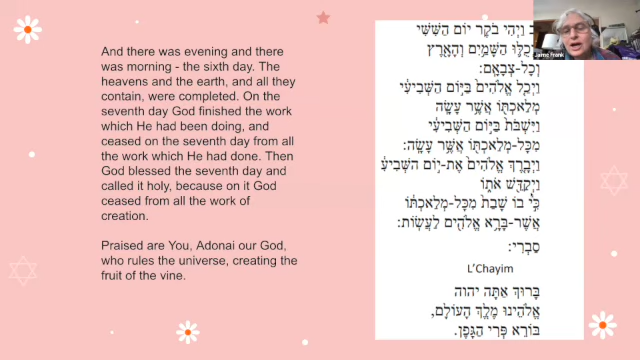 And there was evening and there
was morning - the sixth day. The
heavens and the earth, and all they
contain, were completed. On the
seventh day God finished the work
which He had been doing, and
ceased on the seventh day from all
the work which He had done. Then
God blessed the seventh day and
called it holy, because on it God
ceased from all the work of
creation.
Praised are You, Adonai our God,
who rules the universe, creating the
fruit of the vine.
וַיְהִי בֹקֶר יוֹם הַשִּׁשִּׁי
הַשָּׁמַיִם וְהָאָרֶץ
וְכָל-צְבָאָם:
וַיְכַל אֱלֹהִים בַּיּוֹם הַשְּׁבִיעִי
מְלַאכְתּוֹ אֲשֶׁר עָשָׂה
וַיִּשְׁבֹּת בַּיּוֹם הַשְּׁבִיעִי
מִכָּל-מְלַאכְתּוֹ אֲשֶׁר עָשָׂה:
וַיְבָרֶךְ אֱלֹהִים אֶת-יוֹם הַשְּׁבִיעִי
וַיְקַדֵּשׁ אֹתוֹ
כִּי בוֹ שָׁבַת מִכָּל-מְלַאכְתּוֹ
אֲשֶׁר-בָּרָא אֱלֹהִים לַעֲשׂוֹת:
סַבְרִי:
L'Chayim
בָּרוּךְ אַתָּה יהוה
אֱלֹהֵינוּ מֶלֶךְ הָעוֹלָם,
בּוֹרֵא פְּרִי הַגָּפֶן.
Jaime Frank